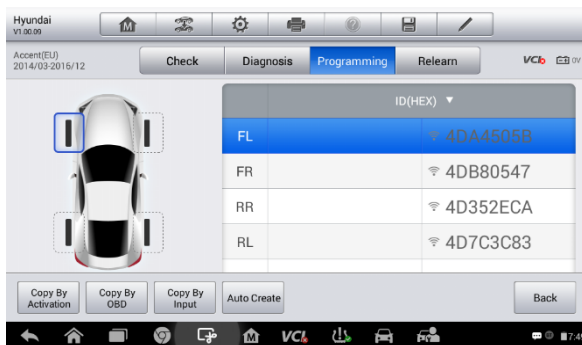 Hyundai
V1.00.09
Accent(EU)
2014/03-2016/12
Check
Diagnosis
Programming
Relearn
VCI
0V
ID(HEX) ▼
FL 4DA4505B
FR 4DB80547
RR 4D352ECA
RL 4D7C3C83
Copy By
Activation
Copy By
OBD
Copy By
Input
Auto Create
Back
M
VCI